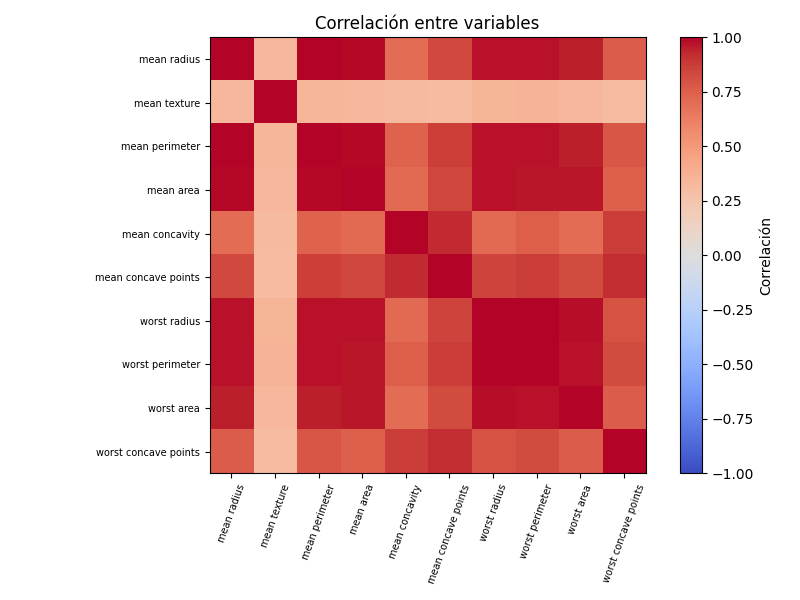 Correlación entre variables
mean radius
mean texture
mean perimeter
mean area
mean concavity
mean concave points
worst radius
worst perimeter
worst area
worst concave points
mean radius
mean texture
mean perimeter
mean area
mean concavity
mean concave points
worst radius
worst perimeter
worst area
worst concave points
1.00
0.75
0.50
0.25
0.00
−0.25
−0.50
−0.75
−1.00
Correlación